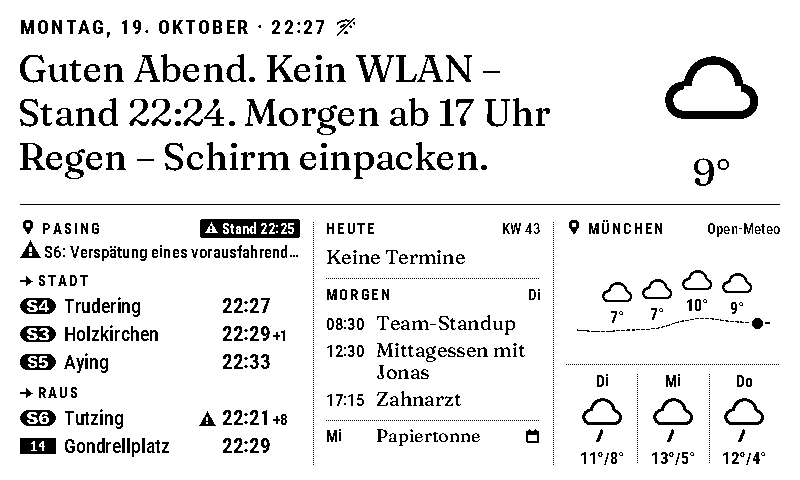 MONTAG, 19. OKTOBER · 22:27
Guten Abend. Kein WLAN –
Stand 22:24. Morgen ab 17 Uhr
Regen – Schirm einpacken.
9°
PASING
Stand 22:25
S6: Verspätung eines vorausfahrend…
→ STADT
S4 Trudering 22:27
S3 Holzkirchen 22:29 +1
S5 Aying 22:33
→ RAUS
S6 Tutzing 22:21 +8
14 Gondrellplatz 22:29
HEUTE KW 43
Keine Termine
MORGEN Di
08:30 Team-Standup
12:30 Mittagessen mit
Jonas
17:15 Zahnarzt
Mi Papiertonne
MÜNCHEN Open-Meteo
7° 7° 10° 9°
Di Mi Do
11°/8° 13°/5° 12°/4°